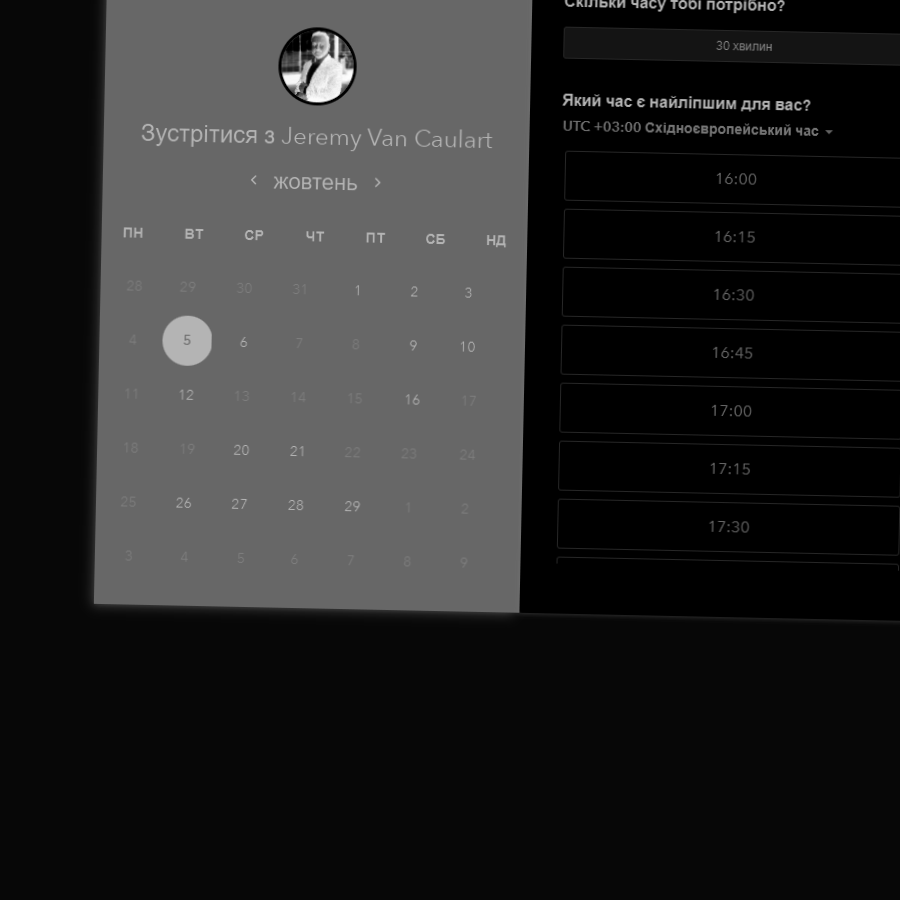 Зустрітися з Jeremy Van Caulart
жовтень
ПН ВТ СР ЧТ ПТ СБ НД
28 29 30 31 1 2 3
4 5 6 7 8 9 10
11 12 13 14 15 16 17
18 19 20 21 22 23 24
25 26 27 28 29 1 2
3 4 5 6 7 8 9
Скільки часу тобі потрібно?
30 хвилин
Який час є найліпшим для вас?
UTC +03:00 Східноєвропейський час
16:00
16:15
16:30
16:45
17:00
17:15
17:30